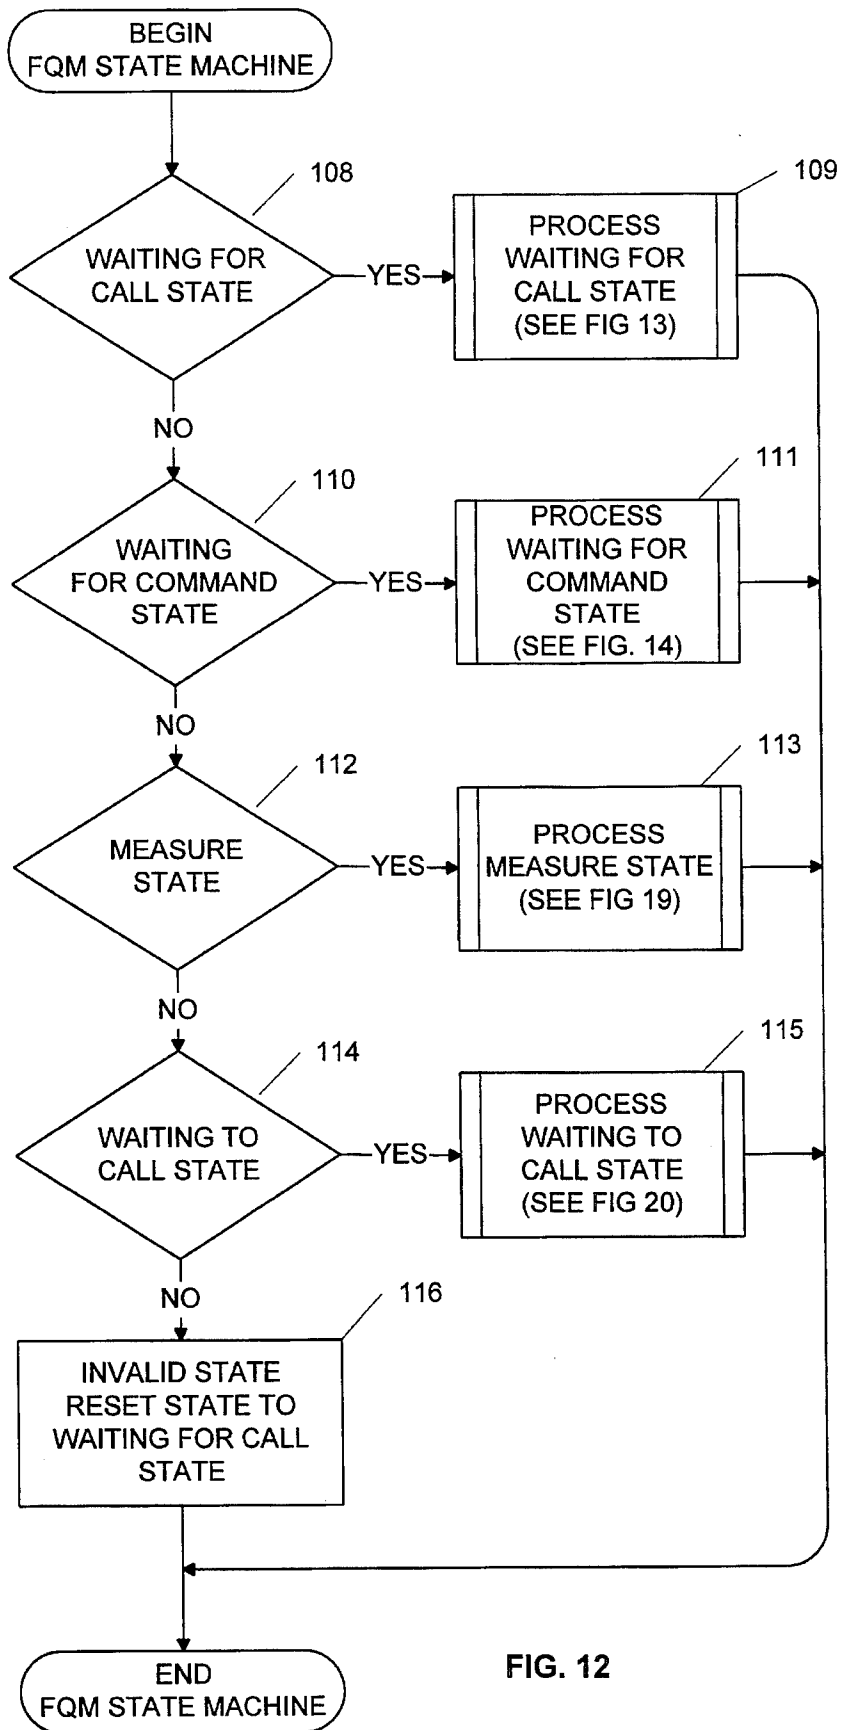 BEGIN
FQM STATE MACHINE
108
WAITING FOR
CALL STATE
YES
109
PROCESS
WAITING FOR
CALL STATE
(SEE FIG 13)
NO
110
WAITING
FOR COMMAND
STATE
YES
111
PROCESS
WAITING FOR
COMMAND
STATE
(SEE FIG. 14)
NO
112
MEASURE
STATE
YES
113
PROCESS
MEASURE STATE
(SEE FIG 19)
NO
114
WAITING TO
CALL STATE
YES
115
PROCESS
WAITING TO
CALL STATE
(SEE FIG 20)
NO
116
INVALID STATE
RESET STATE TO
WAITING FOR CALL
STATE
END
FQM STATE MACHINE
FIG. 12